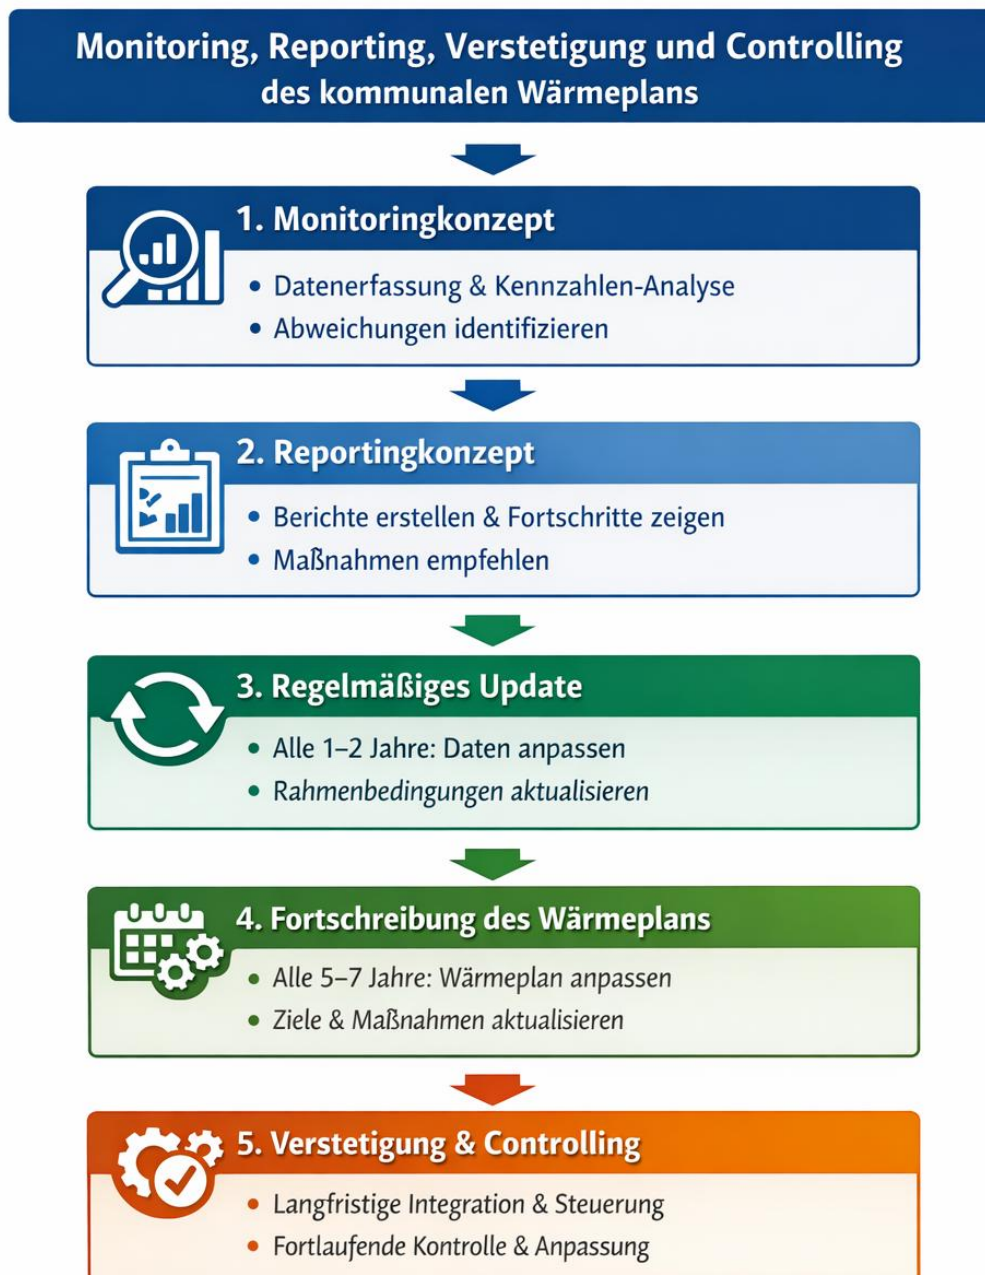 Monitoring, Reporting, Verstetigung und Controlling
des kommunalen Wärmeplans
1. Monitoringkonzept
• Datenerfassung & Kennzahlen-Analyse
• Abweichungen identifizieren
2. Reportingkonzept
• Berichte erstellen & Fortschritte zeigen
• Maßnahmen empfehlen
3. Regelmäßiges Update
• Alle 1–2 Jahre: Daten anpassen
• Rahmenbedingungen aktualisieren
4. Fortschreibung des Wärmeplans
• Alle 5–7 Jahre: Wärmeplan anpassen
• Ziele & Maßnahmen aktualisieren
5. Verstetigung & Controlling
• Langfristige Integration & Steuerung
• Fortlaufende Kontrolle & Anpassung